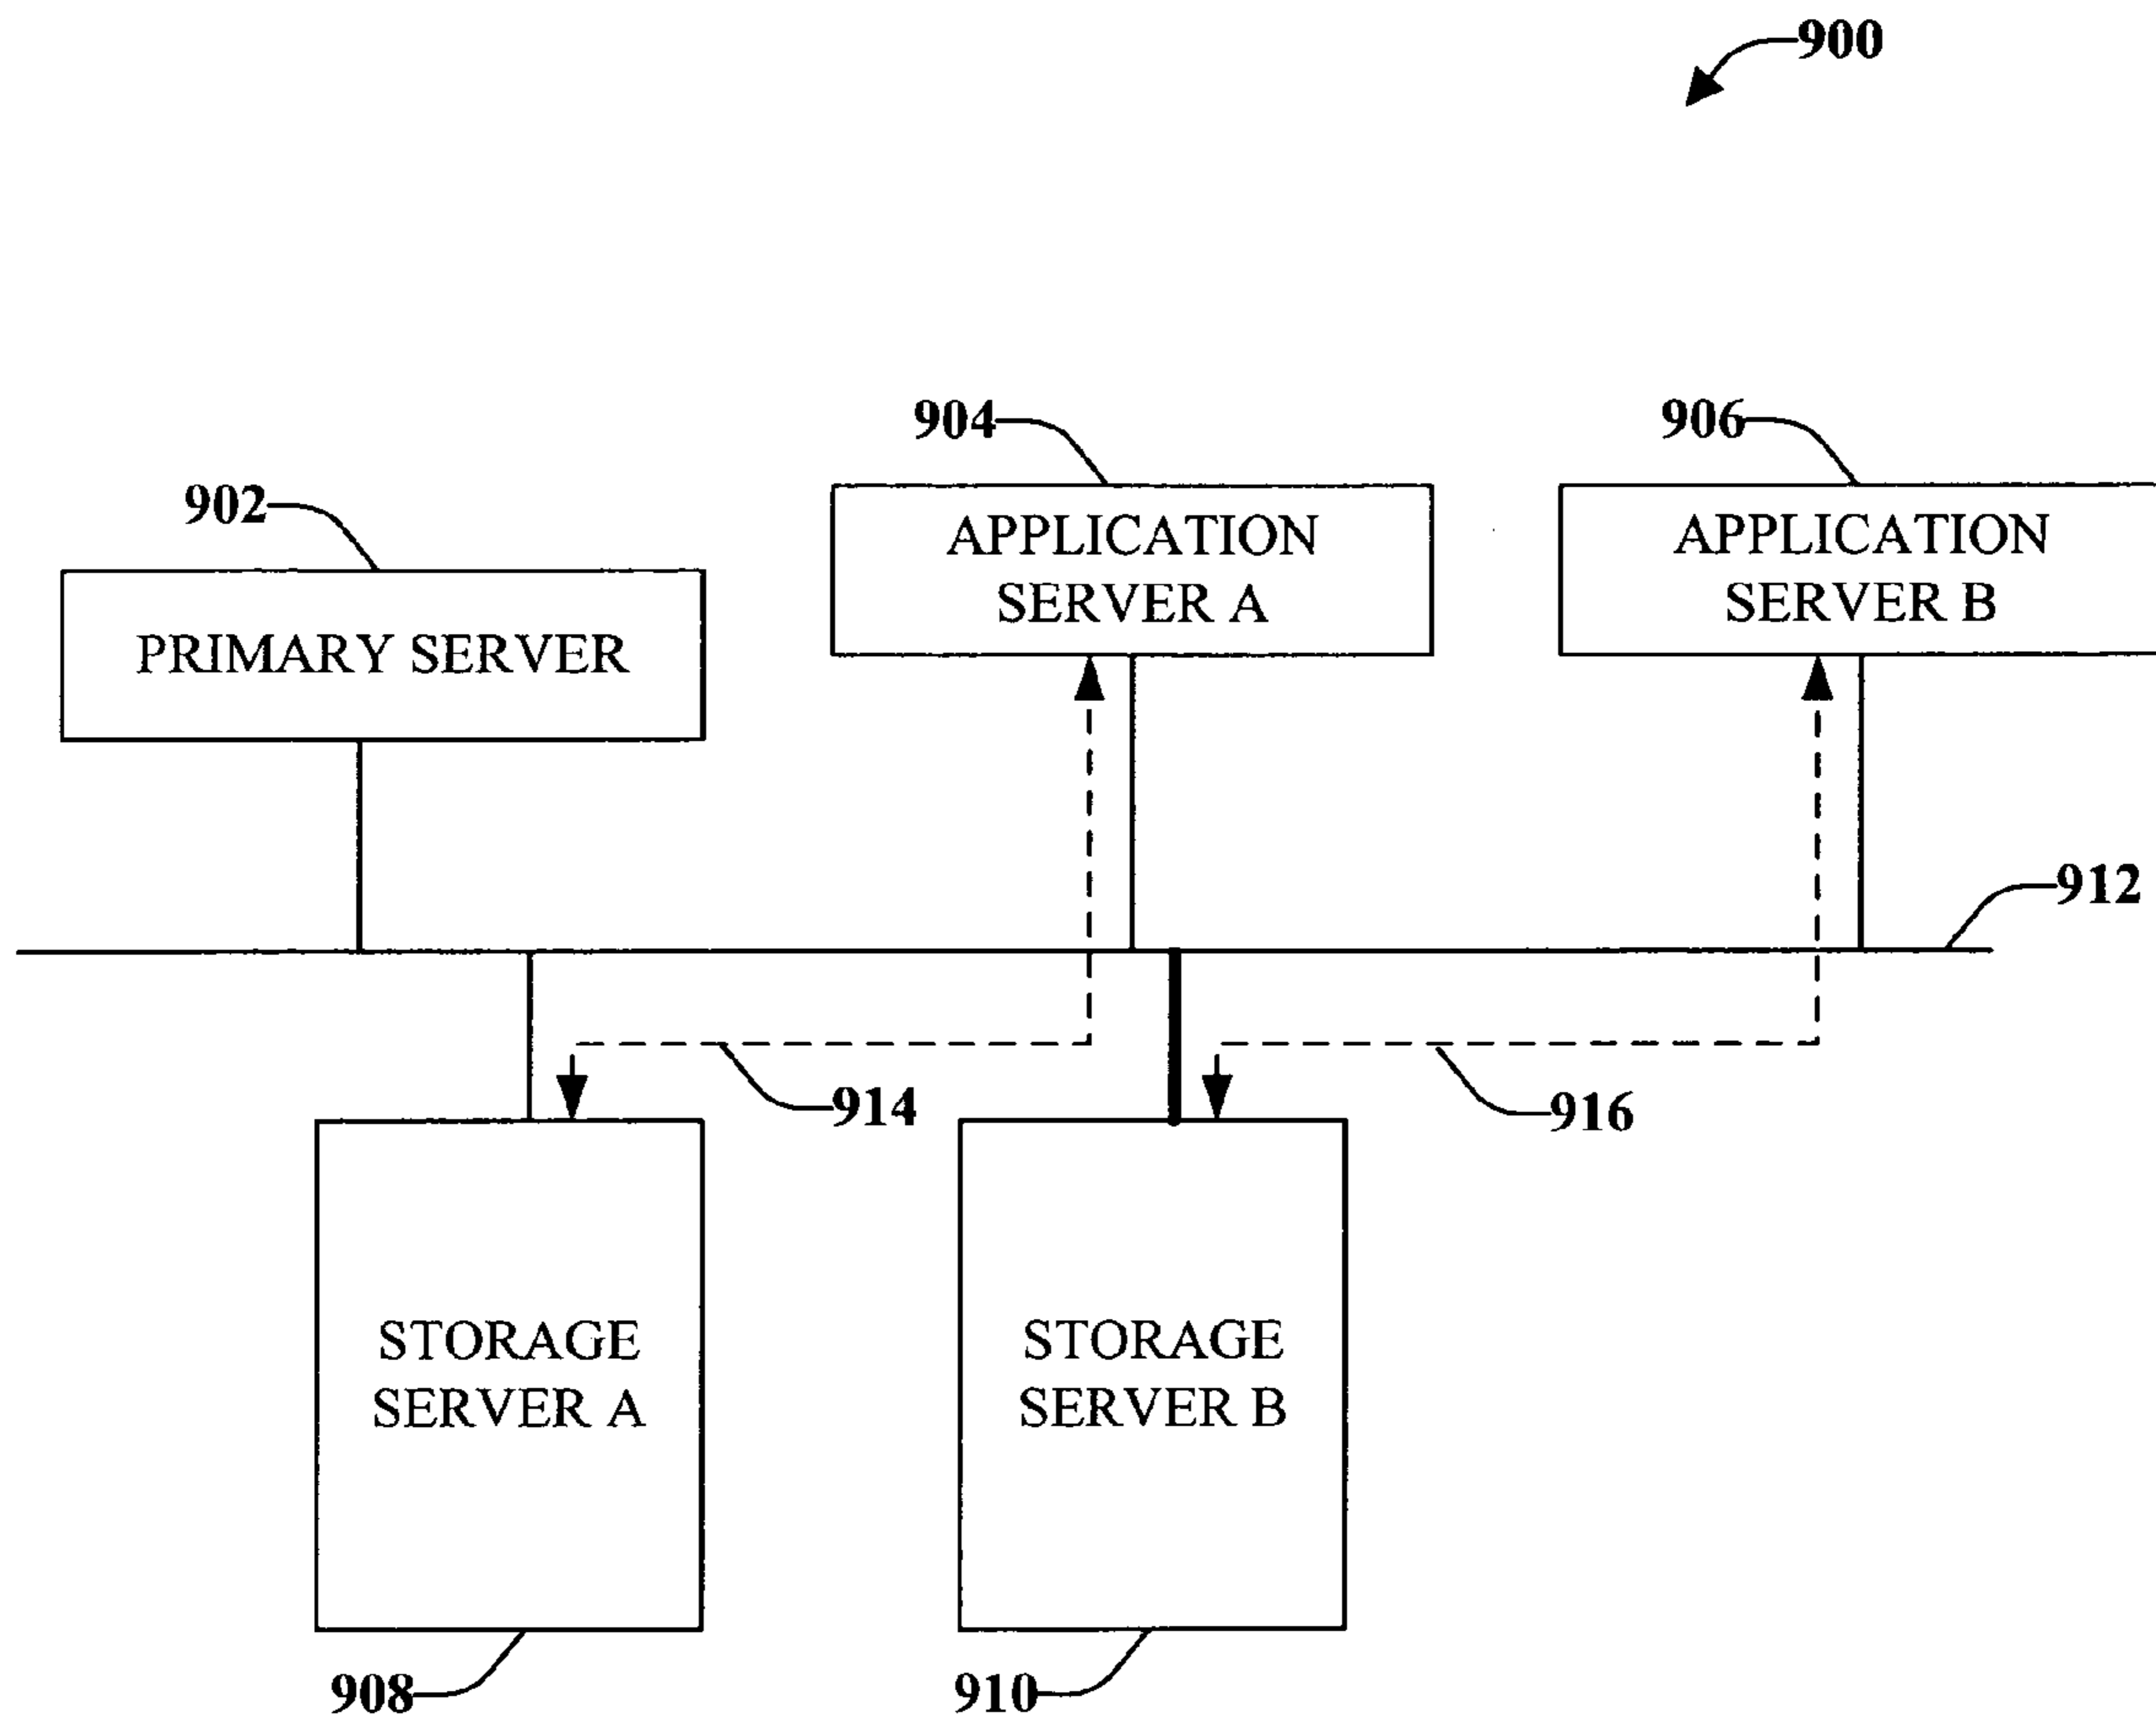 900
904
906
902
APPLICATION
SERVER A
APPLICATION
SERVER B
PRIMARY SERVER
912
914
916
STORAGE
SERVER A
STORAGE
SERVER B
908
910